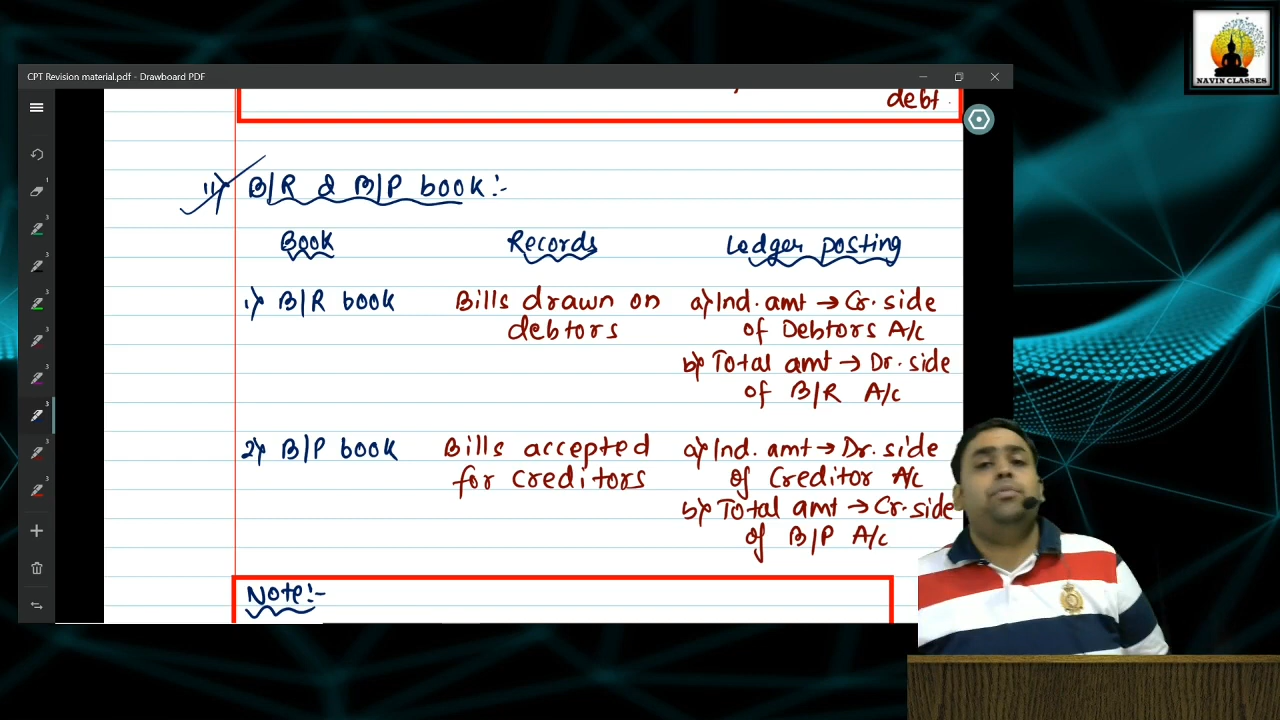 NAVIN CLASSES
CPT Revision material.pdf - Drawboard PDF
debt.
11) B/R & B/P book:-
Book Records Ledger posting
1) B/R book Bills drawn on a) Ind. amt → Cr. side
debtors of Debtors A/c
b) Total amt → Dr. side
of B/R A/c
2) B/P book Bills accepted a) Ind. amt → Dr. side
for creditors of Creditor A/c
b) Total amt → Cr. side
of B/P A/c
Note:-